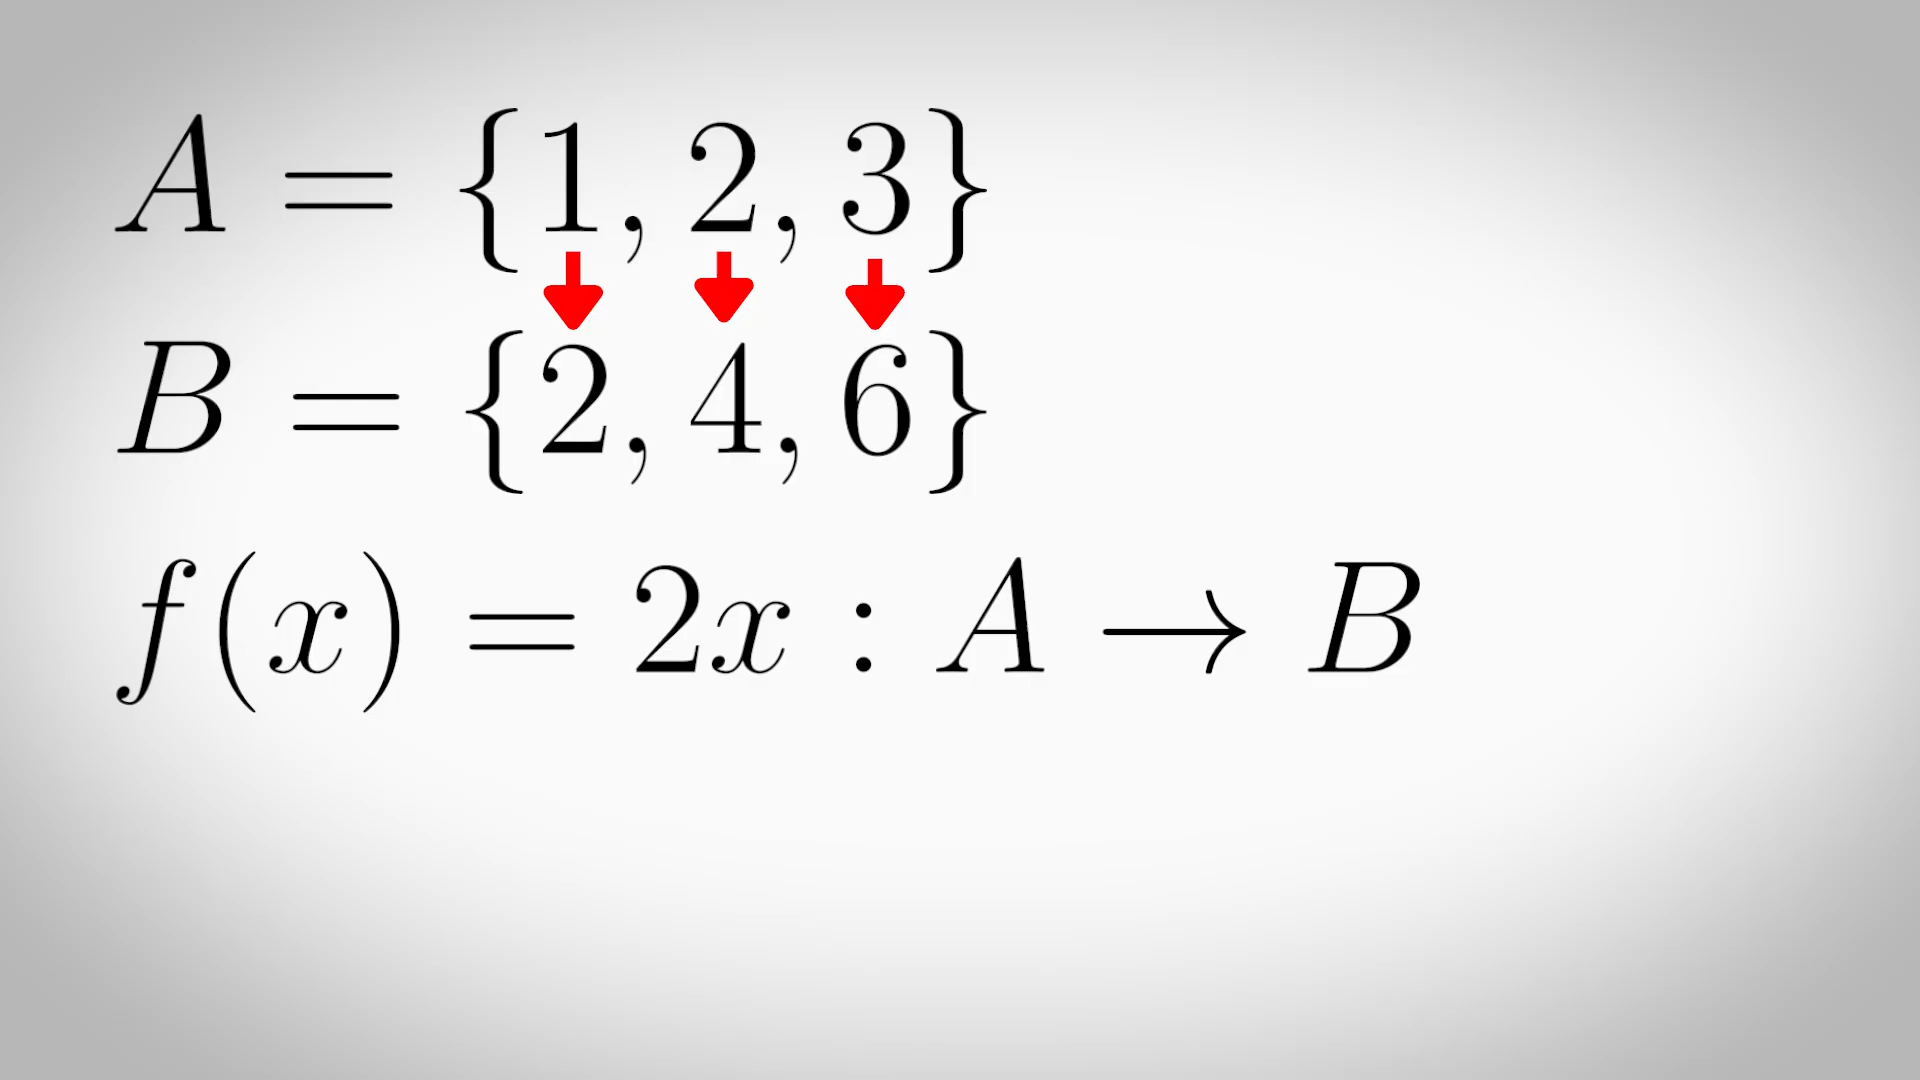 A = {1, 2, 3}
B = {2, 4, 6}
f(x) = 2x : A → B